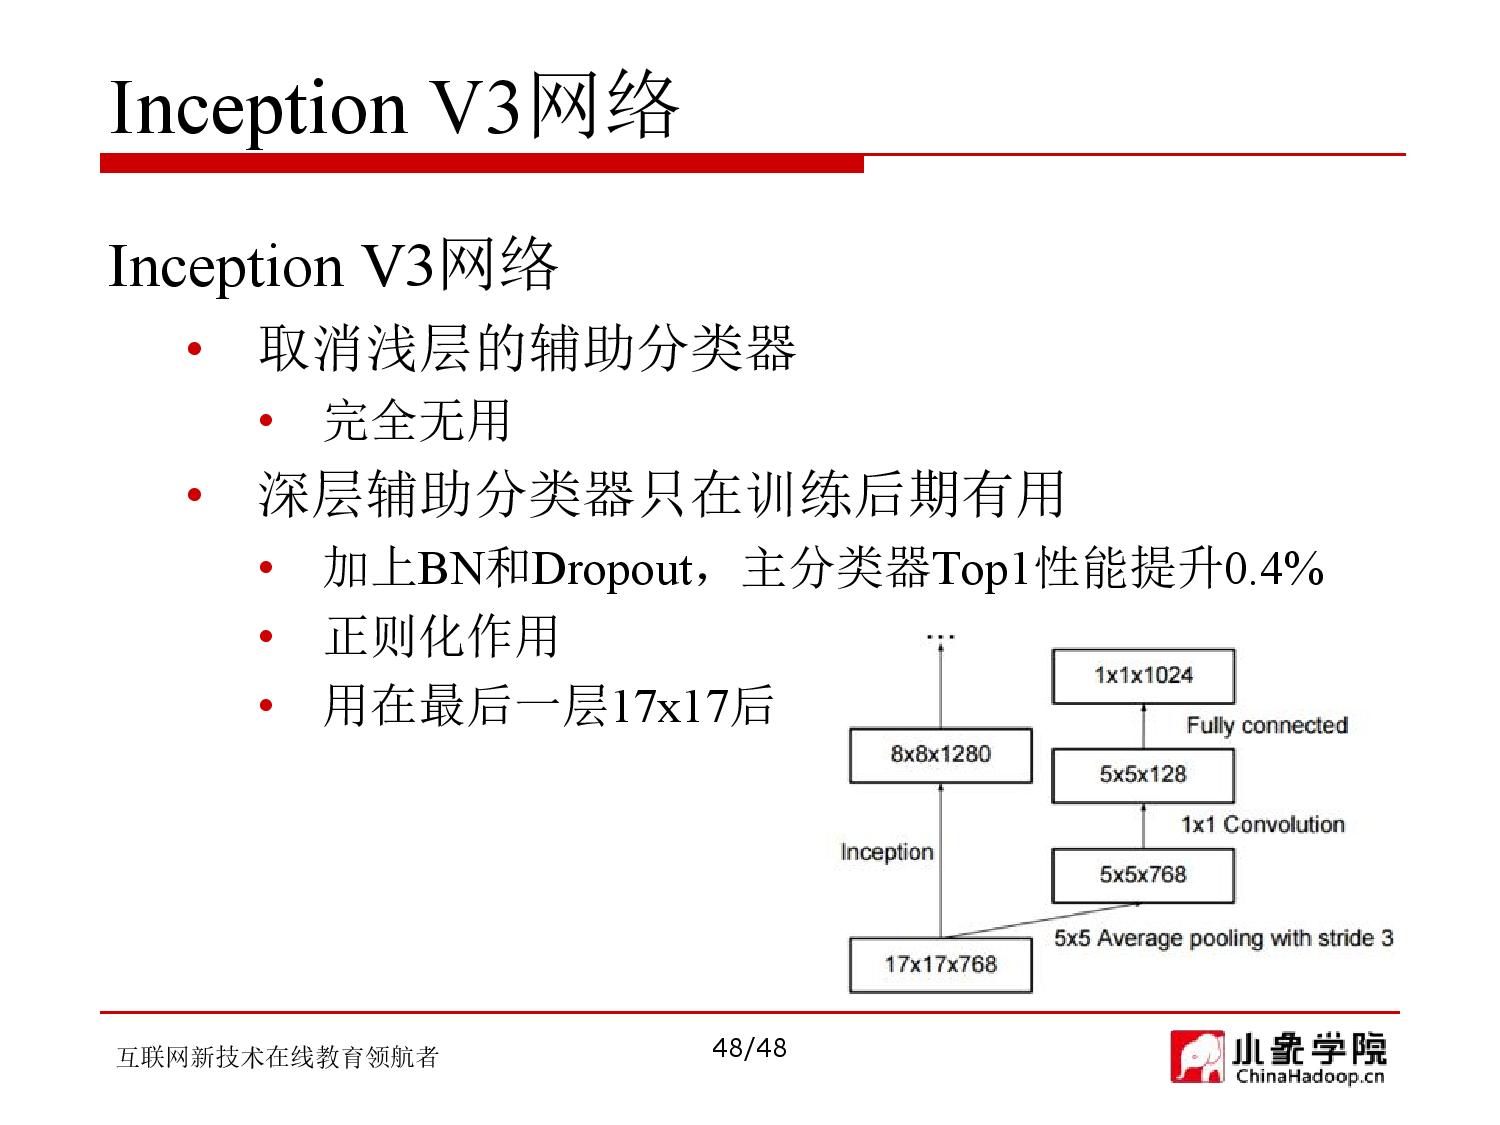 Inception V3网络
Inception V3网络
• 取消浅层的辅助分类器
• 完全无用
• 深层辅助分类器只在训练后期有用
• 加上BN和Dropout，主分类器Top1性能提升0.4%
• 正则化作用
• 用在最后一层17x17后
...
1x1x1024
Fully connected
8x8x1280
5x5x128
1x1 Convolution
Inception
5x5x768
5x5 Average pooling with stride 3
17x17x768
互联网新技术在线教育领航者
48/48
小象学院
ChinaHadoop.cn